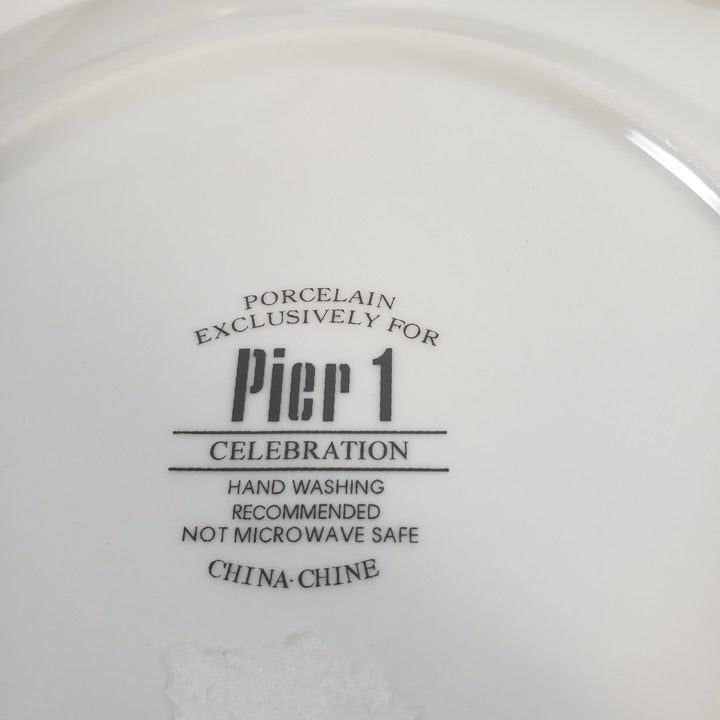 PORCELAIN
EXCLUSIVELY FOR
Pier 1
CELEBRATION
HAND WASHING
RECOMMENDED
NOT MICROWAVE SAFE
CHINA·CHINE